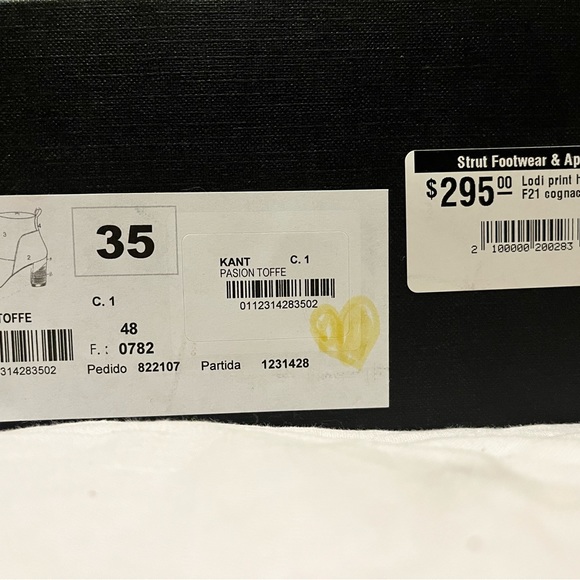 Strut Footwear & Ap
$295.00 Lodi print h
F21 cognac
2 100000 200283
35
KANT C. 1
PASION TOFFE
0112314283502
C. 1
TOFFE
48
F. : 0782
314283502
Pedido 822107 Partida 1231428